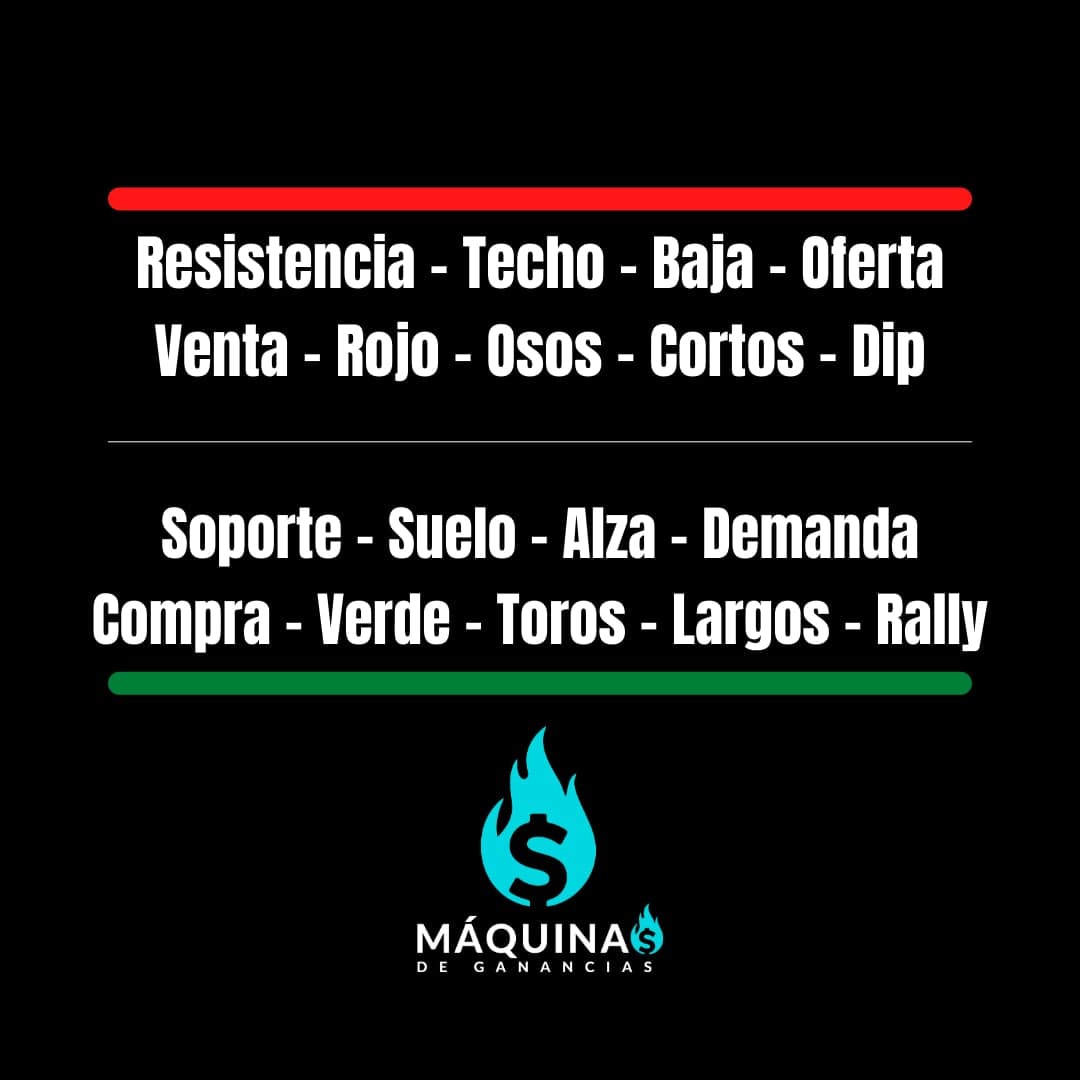 Resistencia - Techo - Baja - Oferta
Venta - Rojo - Osos - Cortos - Dip
Soporte - Suelo - Alza - Demanda
Compra - Verde - Toros - Largos - Rally
$
MÁQUINA$
DE GANANCIAS